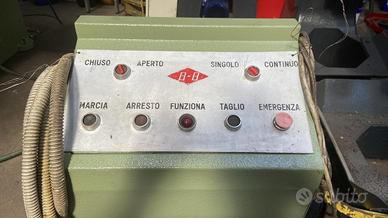 CHIUSO APERTO B-B SINGOLO CONTINUO
MARCIA ARRESTO FUNZIONA TAGLIO EMERGENZA
subito